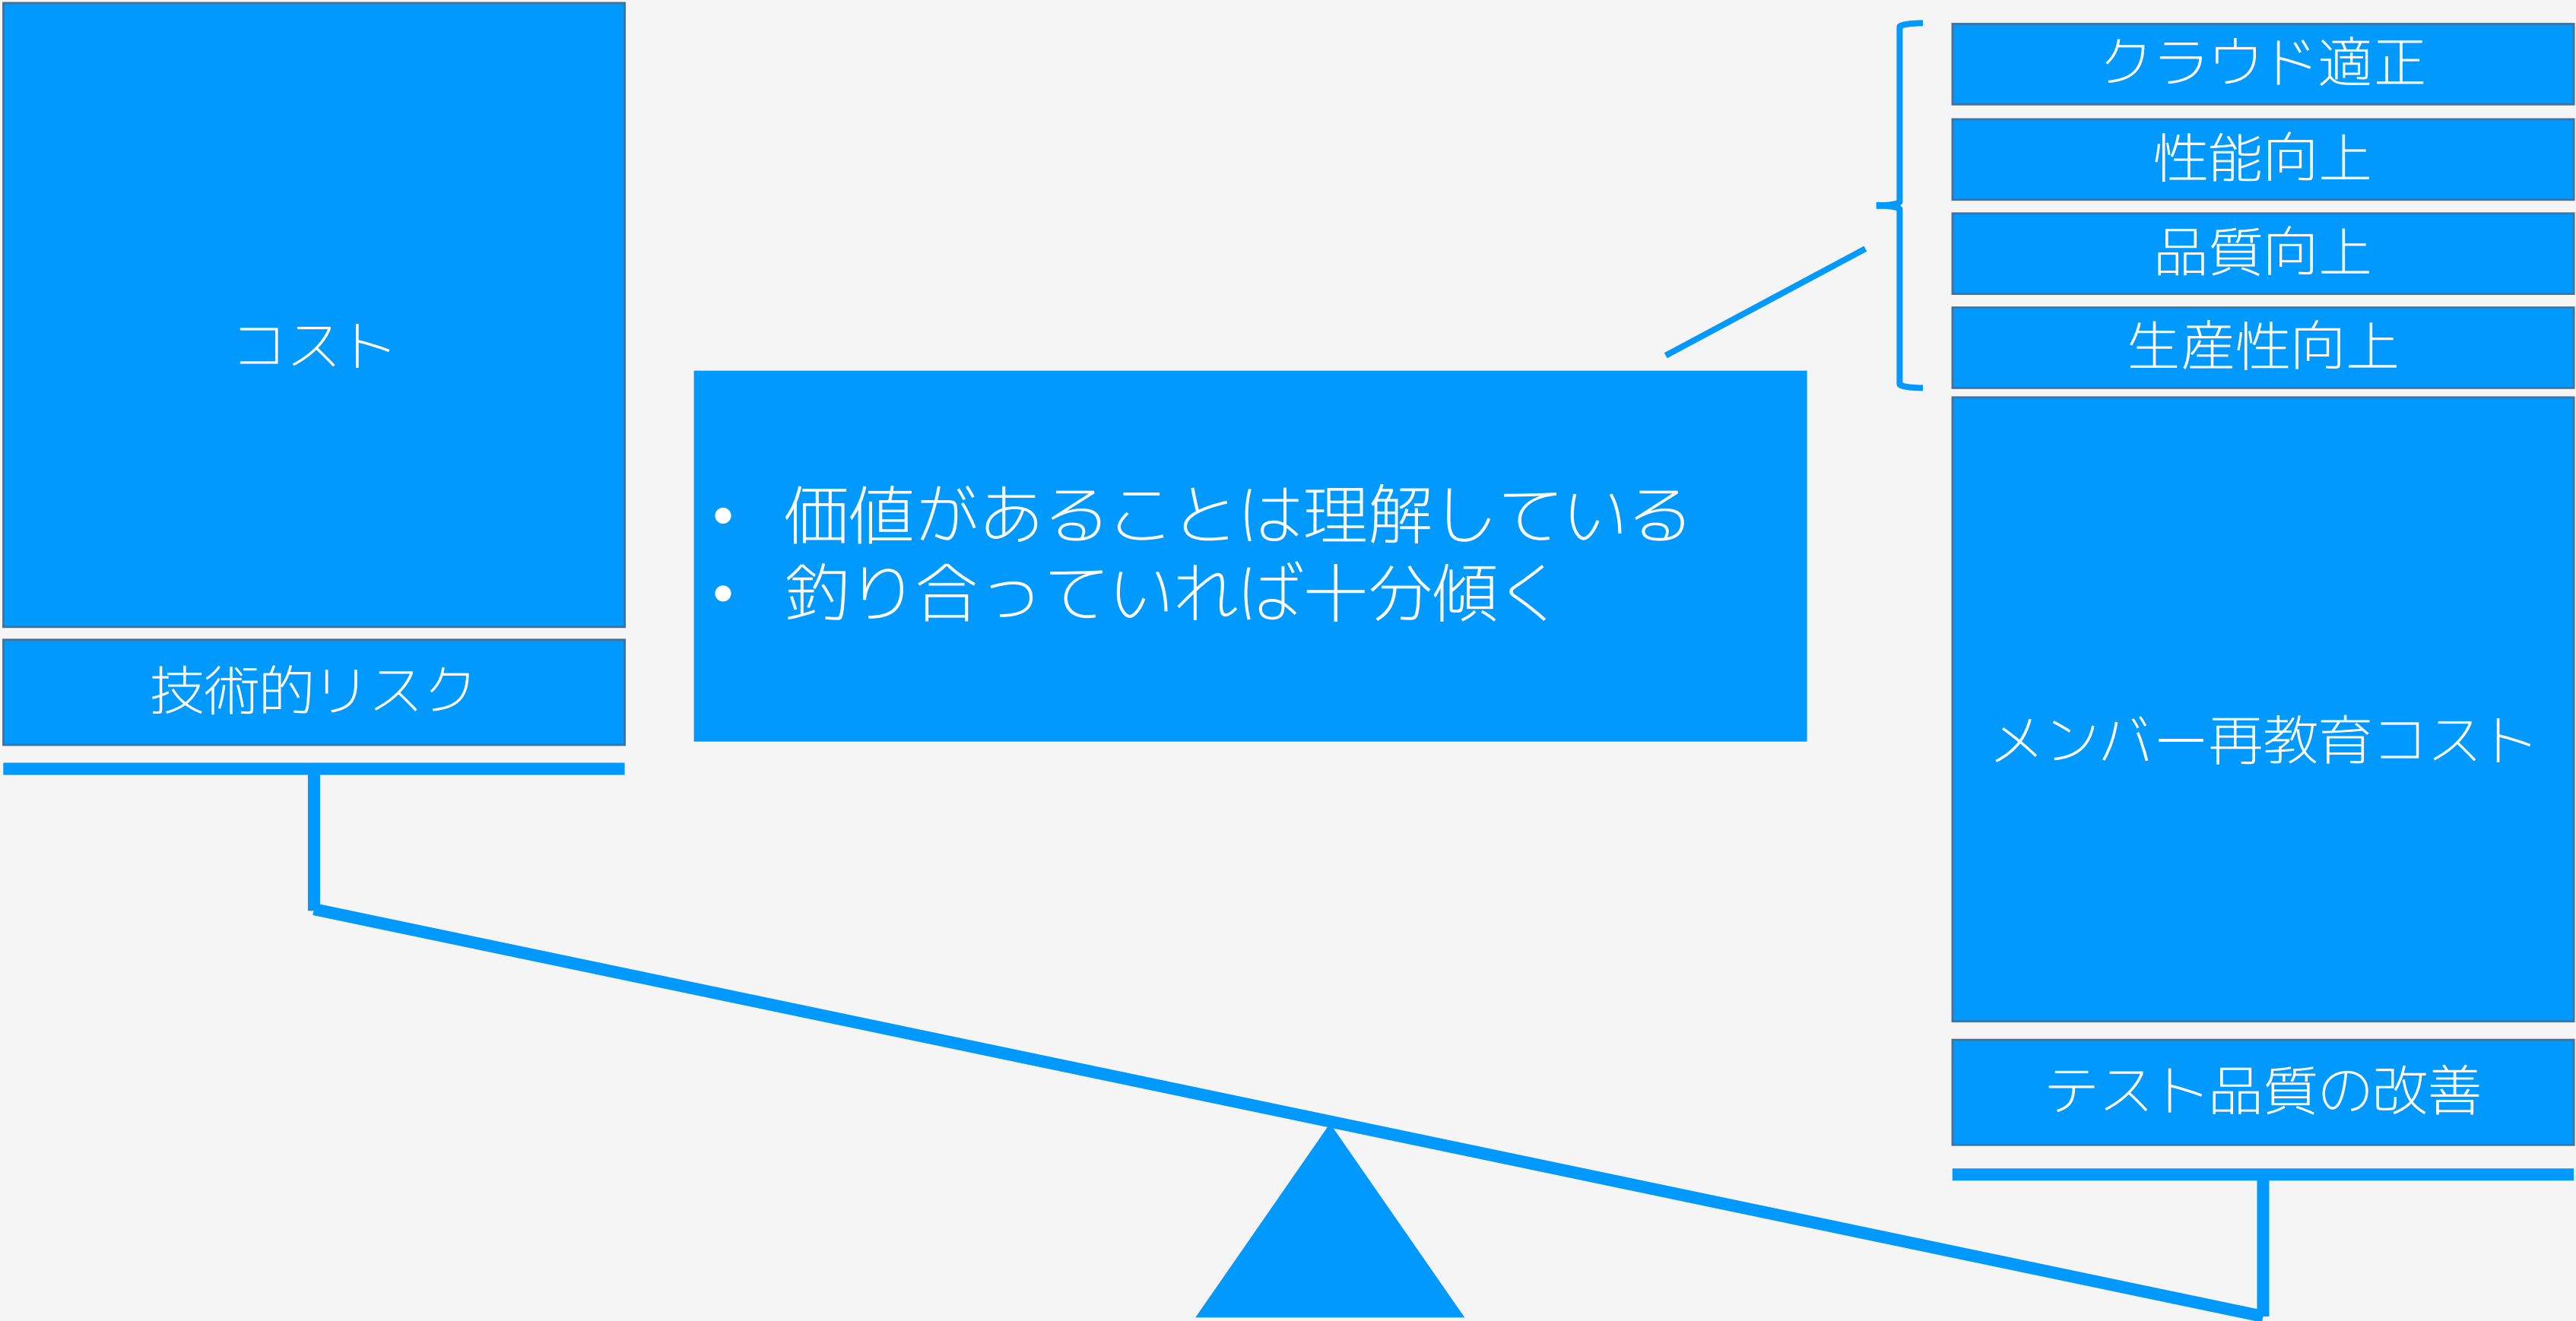 コスト
技術的リスク
• 価値があることは理解している
• 釣り合っていれば十分傾く
クラウド適正
性能向上
品質向上
生産性向上
メンバー再教育コスト
テスト品質の改善